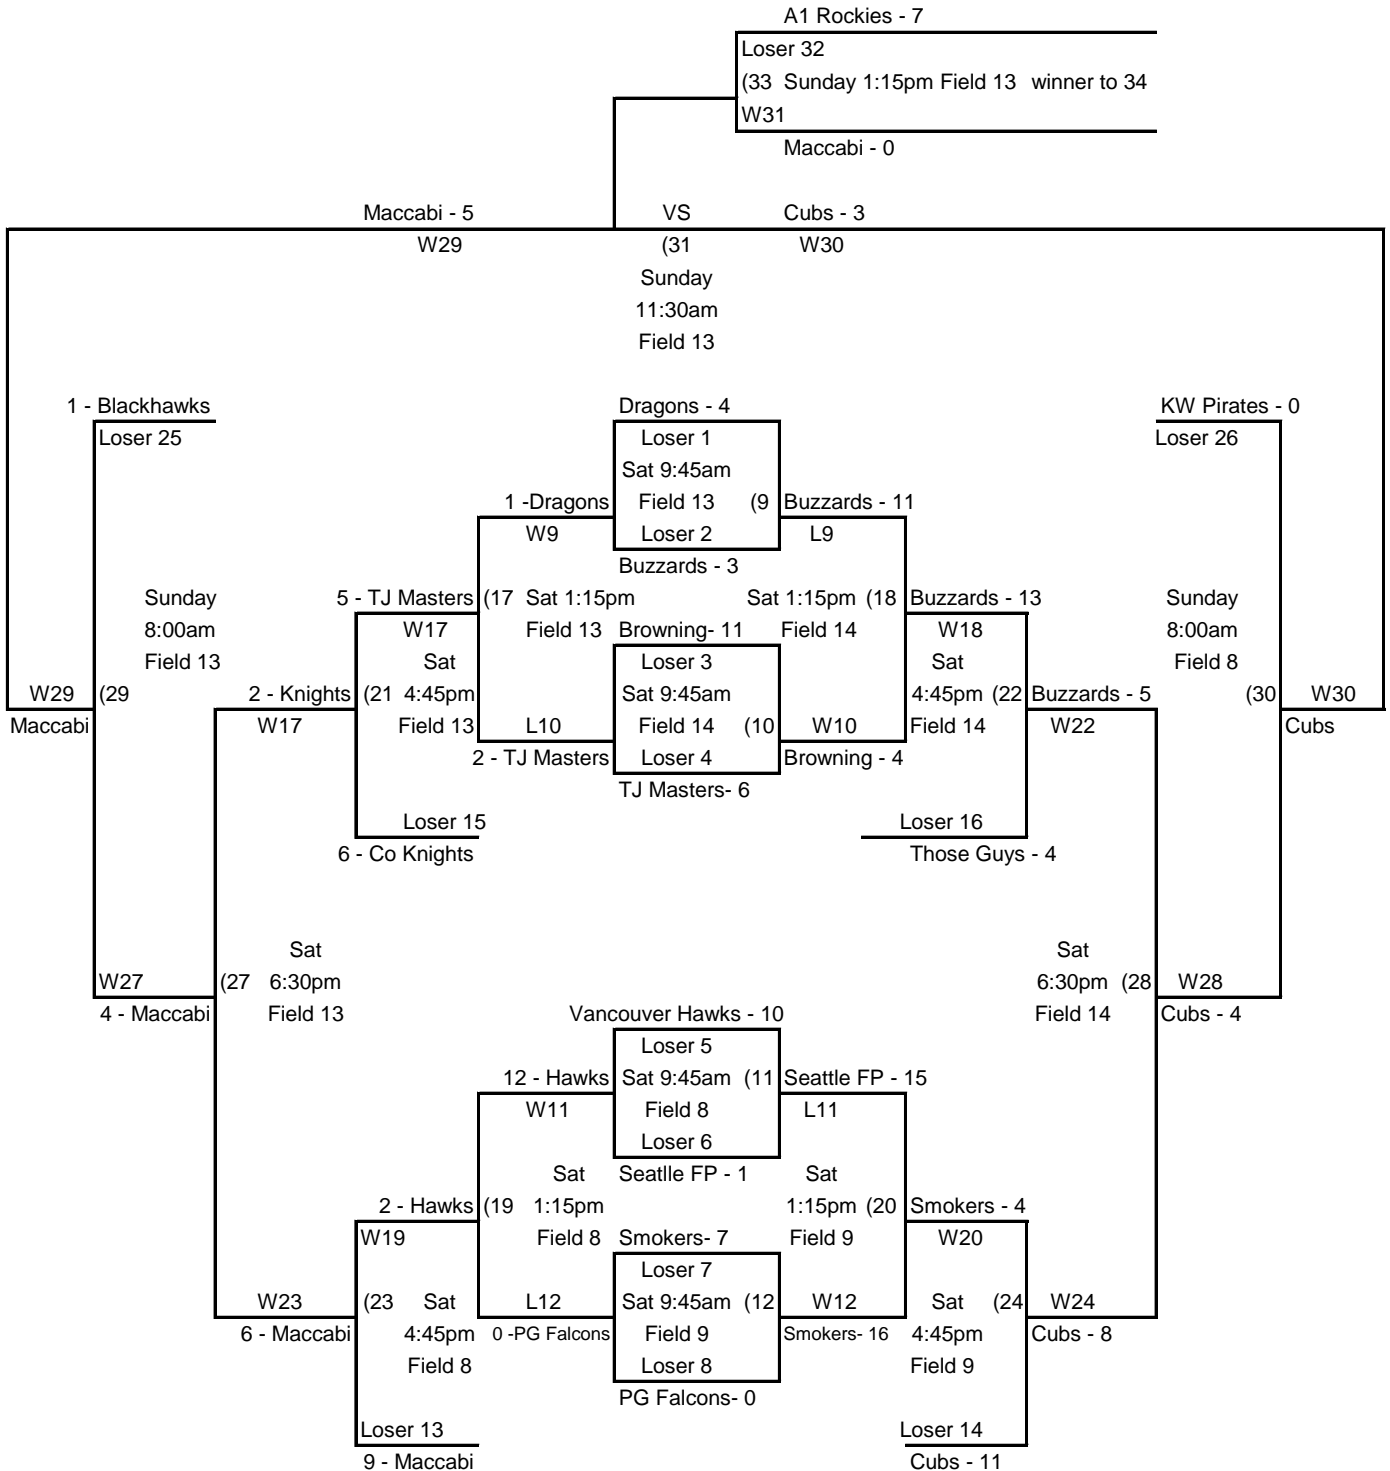 A1 Rockies - 7
Loser 32
(33 Sunday 1:15pm Field 13 winner to 34
W31
Maccabi - 0
Maccabi - 5 VS Cubs - 3
W29 (31 W30
Sunday
11:30am
Field 13
1 - Blackhawks Dragons - 4 KW Pirates - 0
Loser 25 Loser 1 Loser 26
Sat 9:45am
1 -Dragons Field 13 (9 Buzzards - 11
W9 Loser 2 L9
Buzzards - 3
Sunday 5 - TJ Masters (17 Sat 1:15pm Sat 1:15pm (18 Buzzards - 13 Sunday
8:00am W17 Field 13 Browning- 11 Field 14 W18 8:00am
Field 13 Sat Loser 3 Sat Field 8
W29 (29 2 - Knights (21 4:45pm Sat 9:45am 4:45pm (22 Buzzards - 5 (30 W30
Maccabi W17 Field 13 L10 Field 14 (10 W10 Field 14 W22 Cubs
2 - TJ Masters Loser 4 Browning - 4
TJ Masters- 6
Loser 15 Loser 16
6 - Co Knights Those Guys - 4
Sat Sat
W27 (27 6:30pm 6:30pm (28 W28
4 - Maccabi Field 13 Vancouver Hawks - 10 Field 14 Cubs - 4
Loser 5
12 - Hawks Sat 9:45am (11 Seattle FP - 15
W11 Field 8 L11
Loser 6
Sat Seatlle FP - 1 Sat
2 - Hawks (19 1:15pm 1:15pm (20 Smokers - 4
W19 Field 8 Smokers- 7 Field 9 W20
Loser 7
W23 (23 Sat L12 Sat 9:45am (12 W12 Sat (24 W24
6 - Maccabi 4:45pm 0 -PG Falcons Field 9 Smokers- 16 4:45pm Cubs - 8
Field 8 Loser 8 Field 9
PG Falcons- 0
Loser 13 Loser 14
9 - Maccabi Cubs - 11